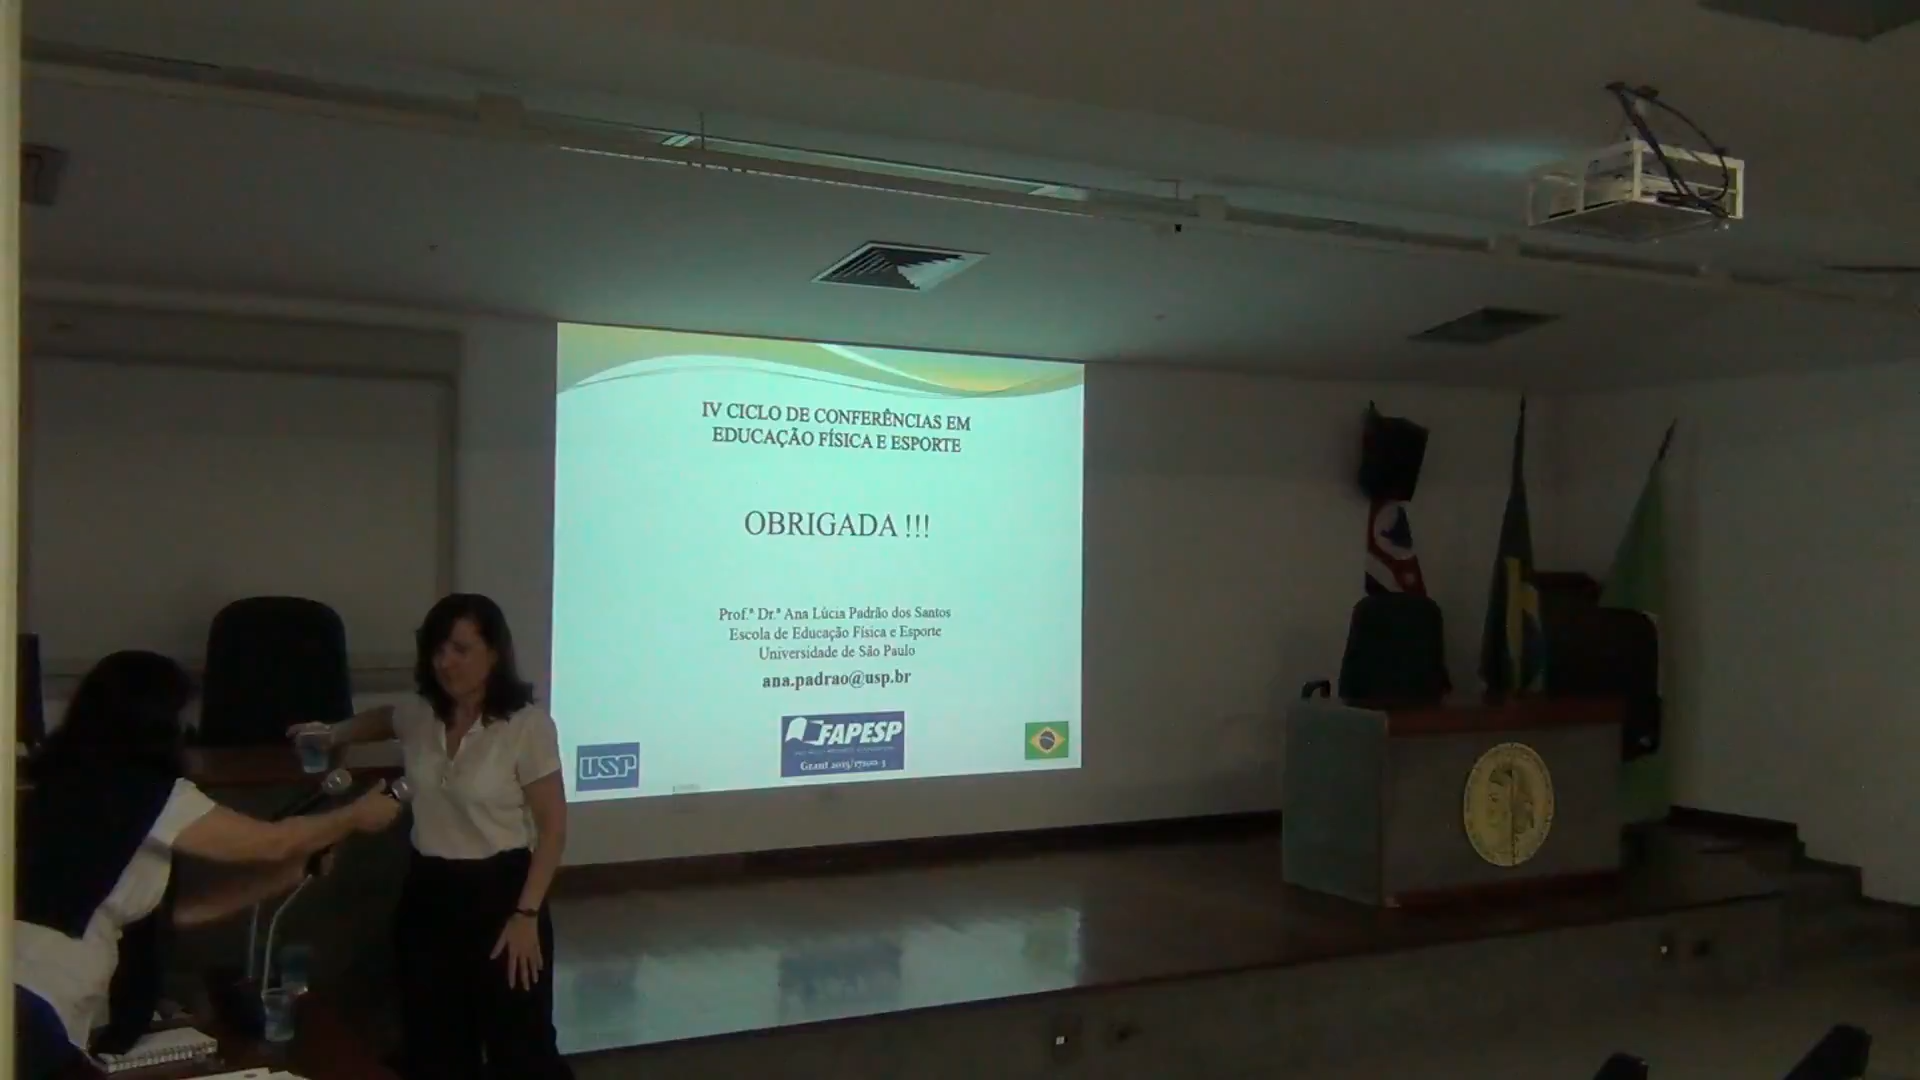 IV CICLO DE CONFERÊNCIAS EM
EDUCAÇÃO FÍSICA E ESPORTE
OBRIGADA !!!
Prof.ª Dr.ª Ana Lúcia Padrão dos Santos
Escola de Educação Física e Esporte
Universidade de São Paulo
ana.padrao@usp.br
USP
FAPESP
Grant